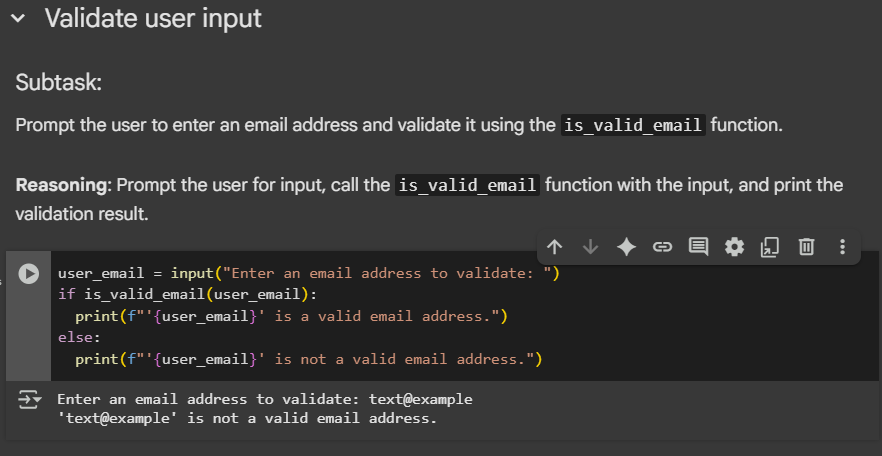 Validate user input
Subtask:
Prompt the user to enter an email address and validate it using the is_valid_email function.
Reasoning: Prompt the user for input, call the is_valid_email function with the input, and print the
validation result.
user_email = input("Enter an email address to validate: ")
if is_valid_email(user_email):
  print(f"'{user_email}' is a valid email address.")
else:
  print(f"'{user_email}' is not a valid email address.")
Enter an email address to validate: text@example
'text@example' is not a valid email address.